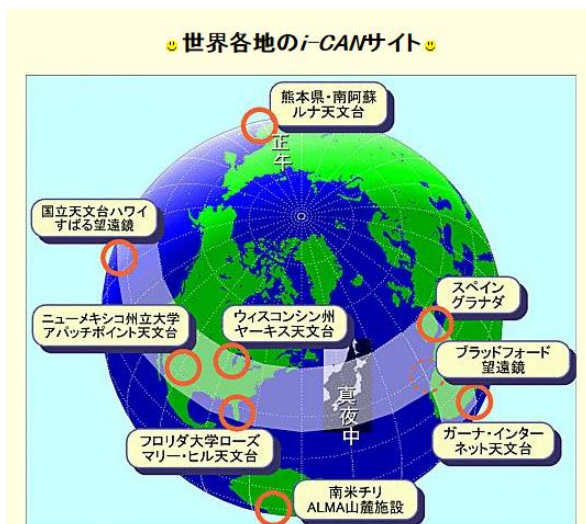 世界各地のi-CANサイト
熊本県・南阿蘇
ルナ天文台
正午
国立天文台ハワイ
すばる望遠鏡
スペイン
グラナダ
ニューメキシコ州立大学
アパッチポイント天文台
ウィスコンシン州
ヤーキス天文台
ブラッドフォード
望遠鏡
真夜中
フロリダ大学ローズ
マリー・ヒル天文台
ガーナ・インター
ネット天文台
南米チリ
ALMA山麓施設